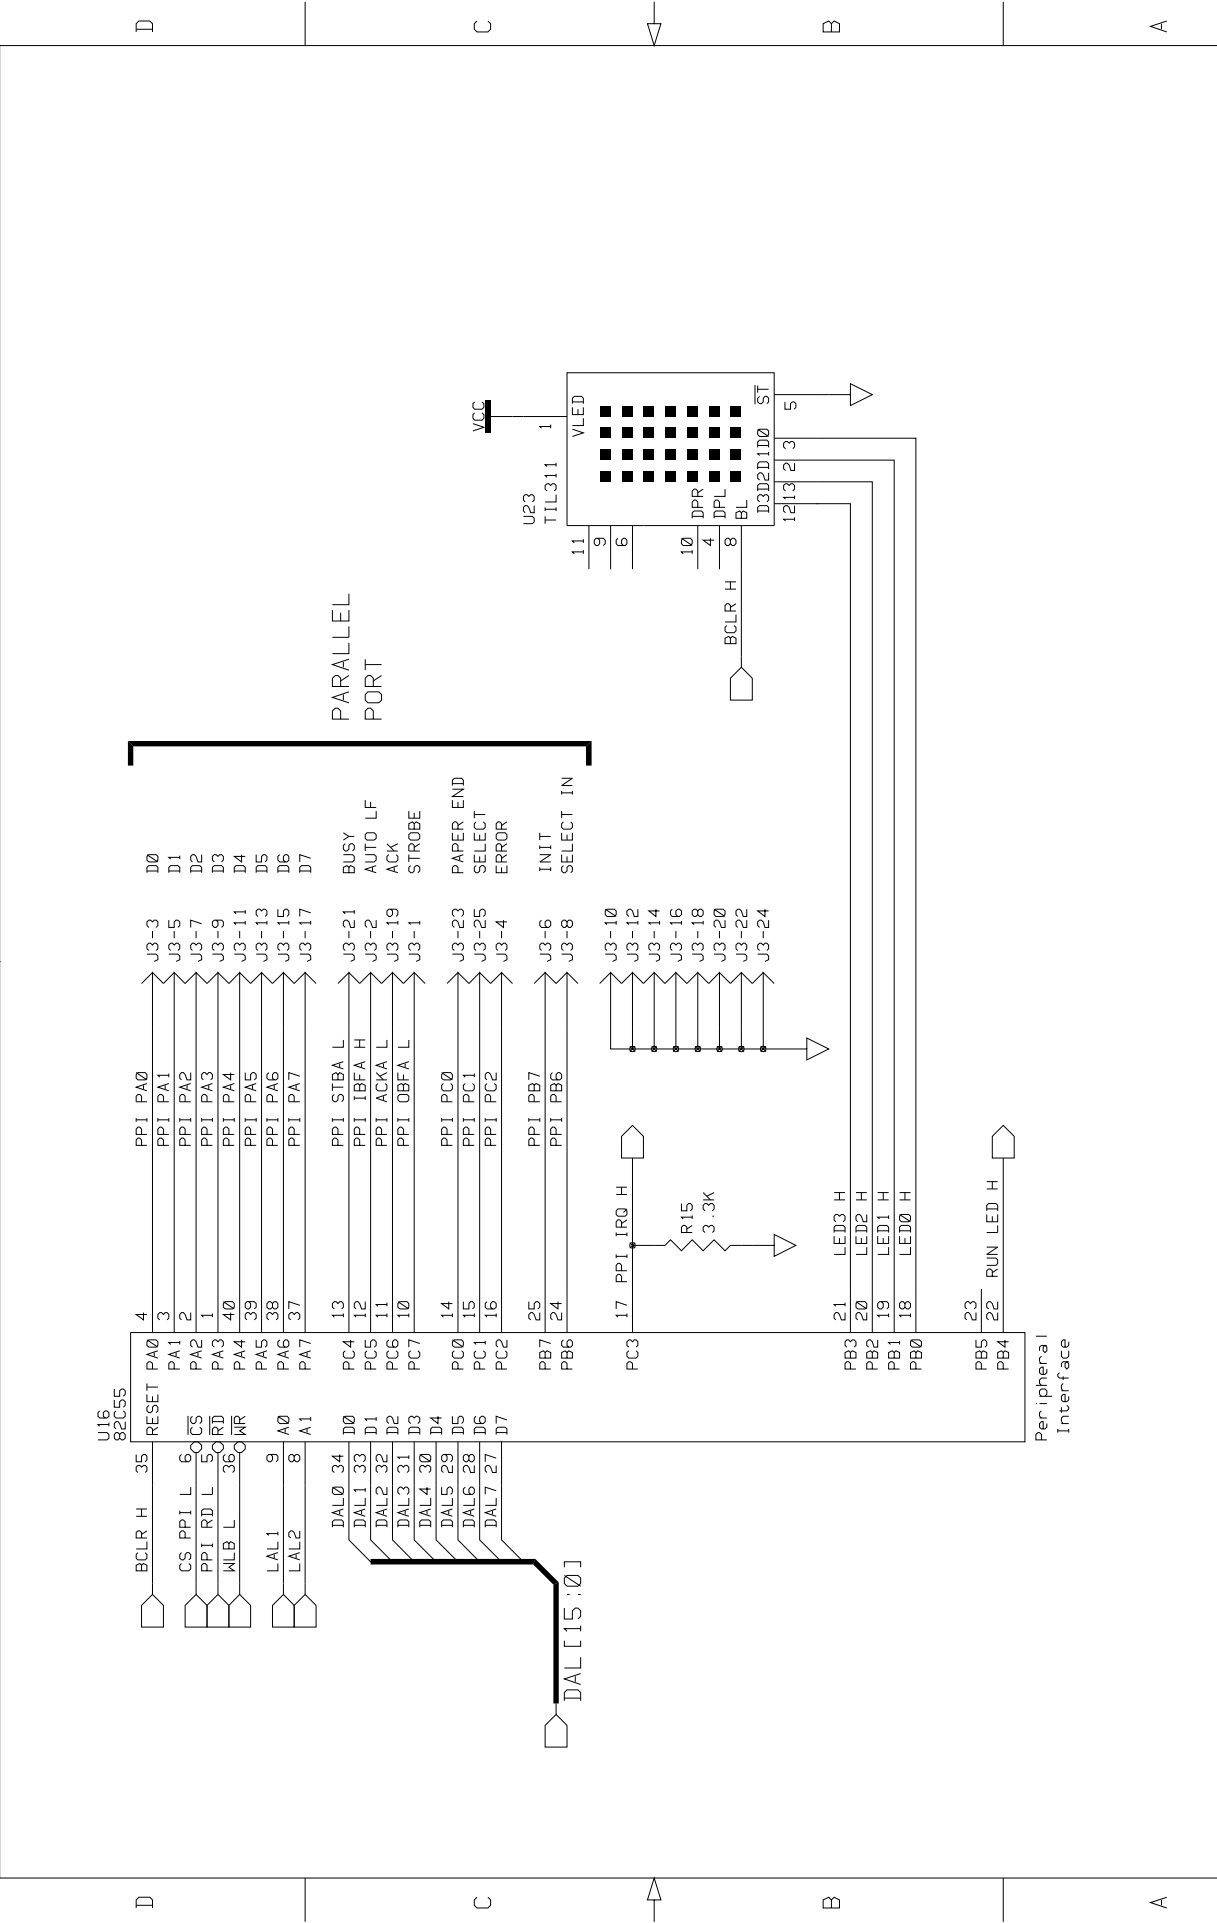 D
C
B
A
U16
82C55
BCLR H 35 RESET
CS PPI L 6 CS
PPI RD L 5 RD
WLB L 36 WR
LAL1 9 A0
LAL2 8 A1
DAL0 34 D0
DAL1 33 D1
DAL2 32 D2
DAL3 31 D3
DAL4 30 D4
DAL5 29 D5
DAL6 28 D6
DAL7 27 D7
DAL[15:0]
PA0 4 PPI PA0 J3-3 D0
PA1 3 PPI PA1 J3-5 D1
PA2 2 PPI PA2 J3-7 D2
PA3 1 PPI PA3 J3-9 D3
PA4 40 PPI PA4 J3-11 D4
PA5 39 PPI PA5 J3-13 D5
PA6 38 PPI PA6 J3-15 D6
PA7 37 PPI PA7 J3-17 D7
PC4 13 PPI STBA L J3-21 BUSY
PC5 12 PPI IBFA H J3-2 AUTO LF
PC6 11 PPI ACKA L J3-19 ACK
PC7 10 PPI OBFA L J3-1 STROBE
PC0 14 PPI PC0 J3-23 PAPER END
PC1 15 PPI PC1 J3-25 SELECT
PC2 16 PPI PC2 J3-4 ERROR
PB7 25 PPI PB7 J3-6 INIT
PB6 24 PPI PB6 J3-8 SELECT IN
PARALLEL
PORT
J3-10
J3-12
J3-14
J3-16
J3-18
J3-20
J3-22
J3-24
PC3 17 PPI IRQ H
R15
3.3K
PB3 21 LED3 H
PB2 20 LED2 H
PB1 19 LED1 H
PB0 18 LED0 H
PB5 23
PB4 22 RUN LED H
Peripheral
Interface
VCC
1
VLED
U23
TIL311
11
9
6
10 DPR
4 DPL
BCLR H 8 BL
D3D2D1D0 ST
12 13 2 3 5
D
C
B
A